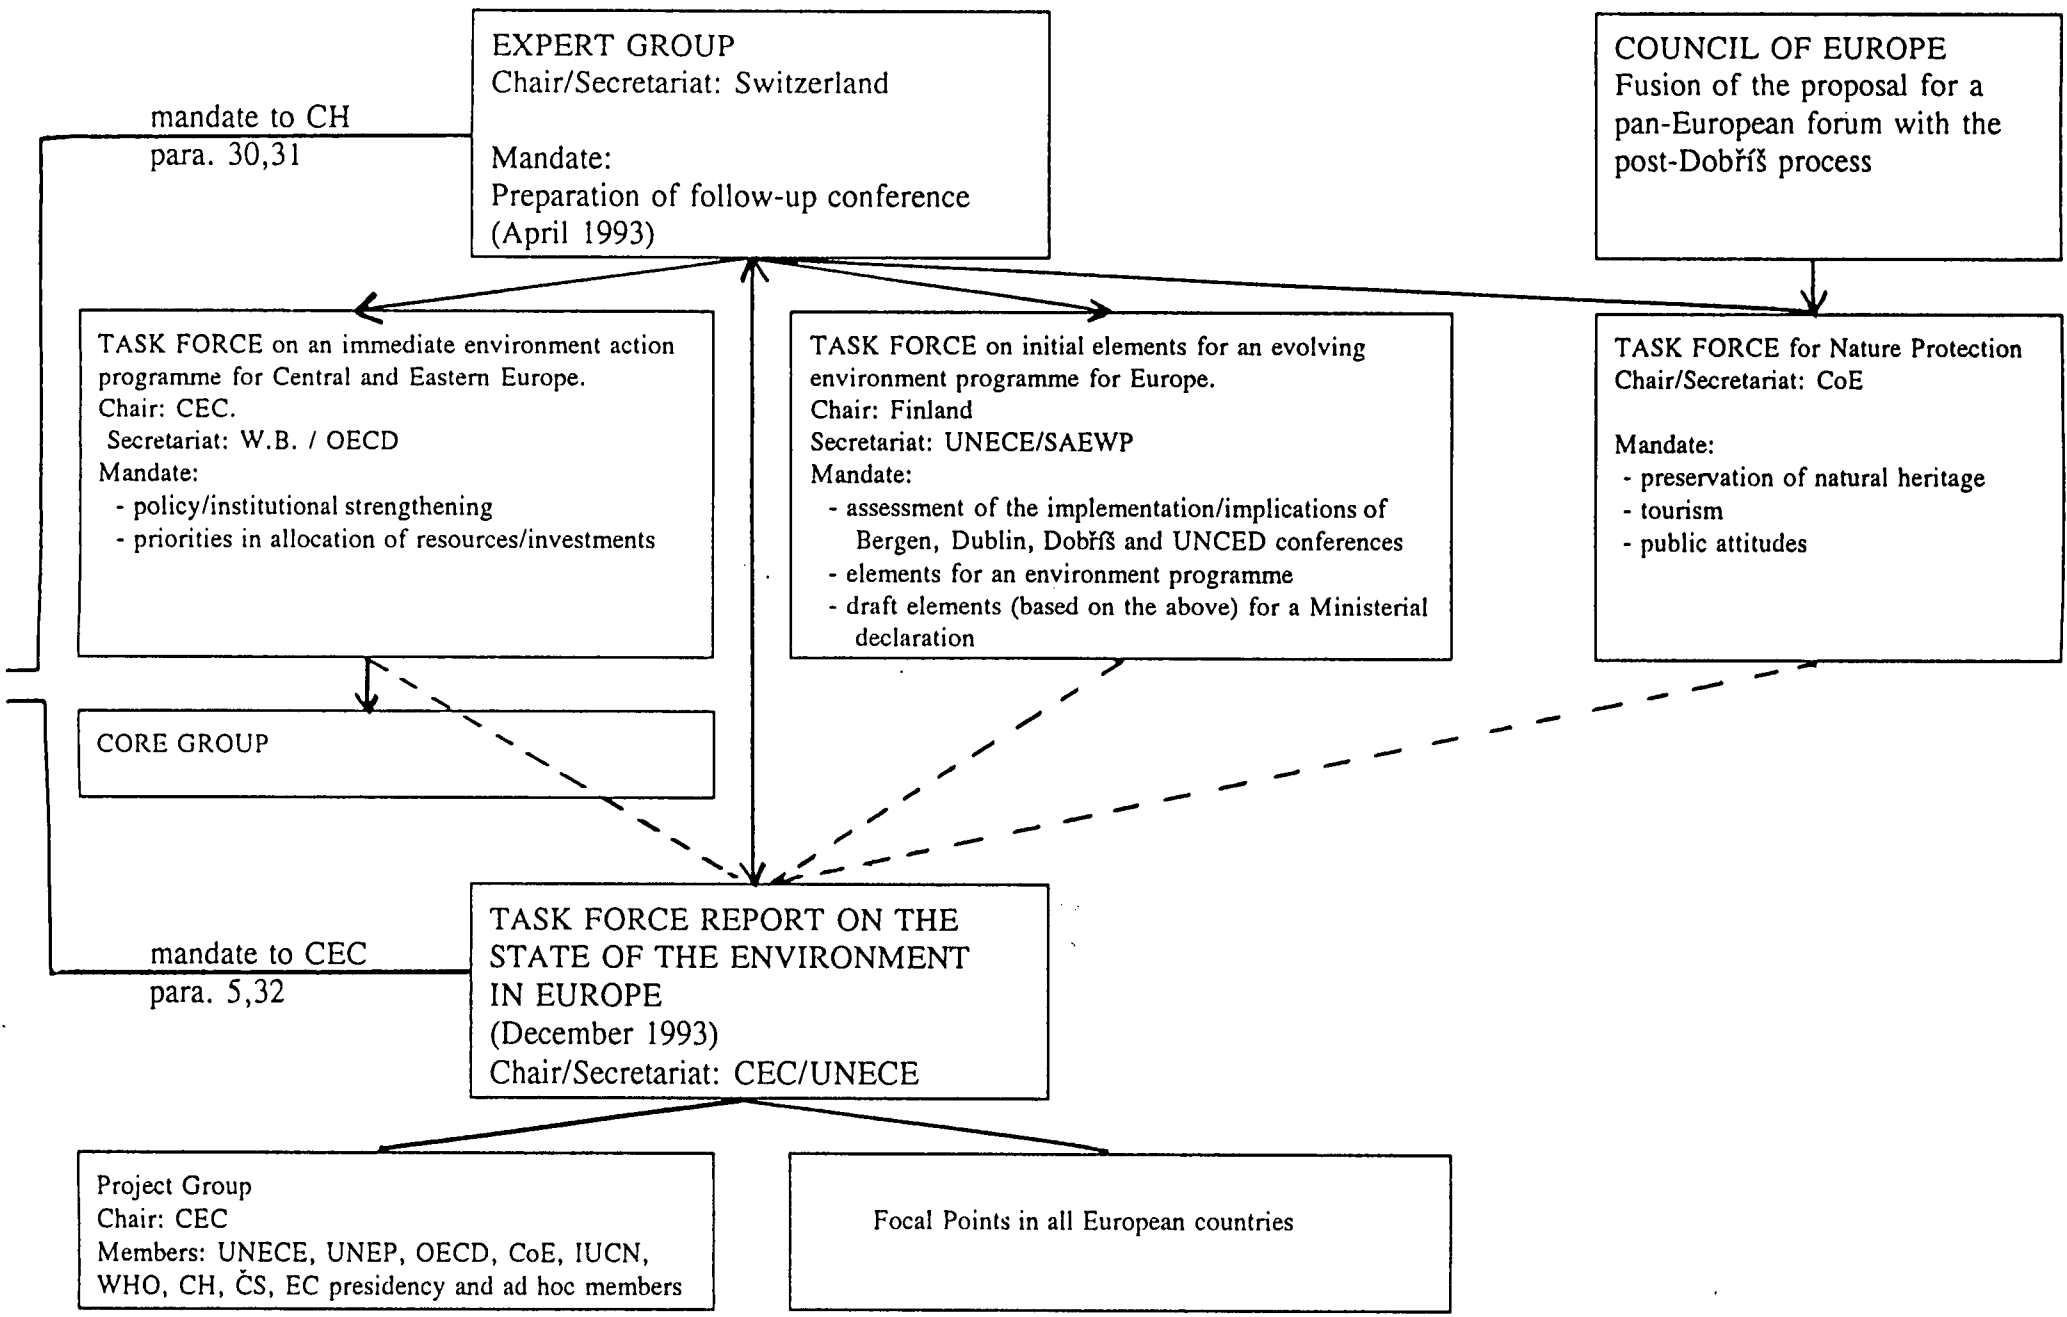 EXPERT GROUP
Chair/Secretariat: Switzerland
Mandate:
Preparation of follow-up conference
(April 1993)
COUNCIL OF EUROPE
Fusion of the proposal for a
pan-European forum with the
post-Dobříš process
mandate to CH
para. 30,31
TASK FORCE on an immediate environment action
programme for Central and Eastern Europe.
Chair: CEC.
Secretariat: W.B. / OECD
Mandate:
- policy/institutional strengthening
- priorities in allocation of resources/investments
TASK FORCE on initial elements for an evolving
environment programme for Europe.
Chair: Finland
Secretariat: UNECE/SAEWP
Mandate:
- assessment of the implementation/implications of
Bergen, Dublin, Dobříš and UNCED conferences
- elements for an environment programme
- draft elements (based on the above) for a Ministerial
declaration
TASK FORCE for Nature Protection
Chair/Secretariat: CoE
Mandate:
- preservation of natural heritage
- tourism
- public attitudes
CORE GROUP
mandate to CEC
para. 5,32
TASK FORCE REPORT ON THE
STATE OF THE ENVIRONMENT
IN EUROPE
(December 1993)
Chair/Secretariat: CEC/UNECE
Project Group
Chair: CEC
Members: UNECE, UNEP, OECD, CoE, IUCN,
WHO, CH, ČS, EC presidency and ad hoc members
Focal Points in all European countries